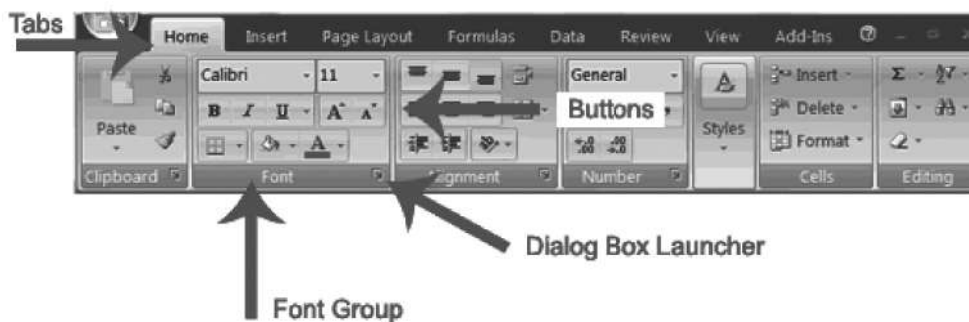 Tabs
Home Insert Page Layout Formulas Data Review View Add-Ins
Calibri 11 General Insert
B I U A A Buttons Delete
Paste A Styles Format
Clipboard Font Alignment Number Cells Editing
Dialog Box Launcher
Font Group